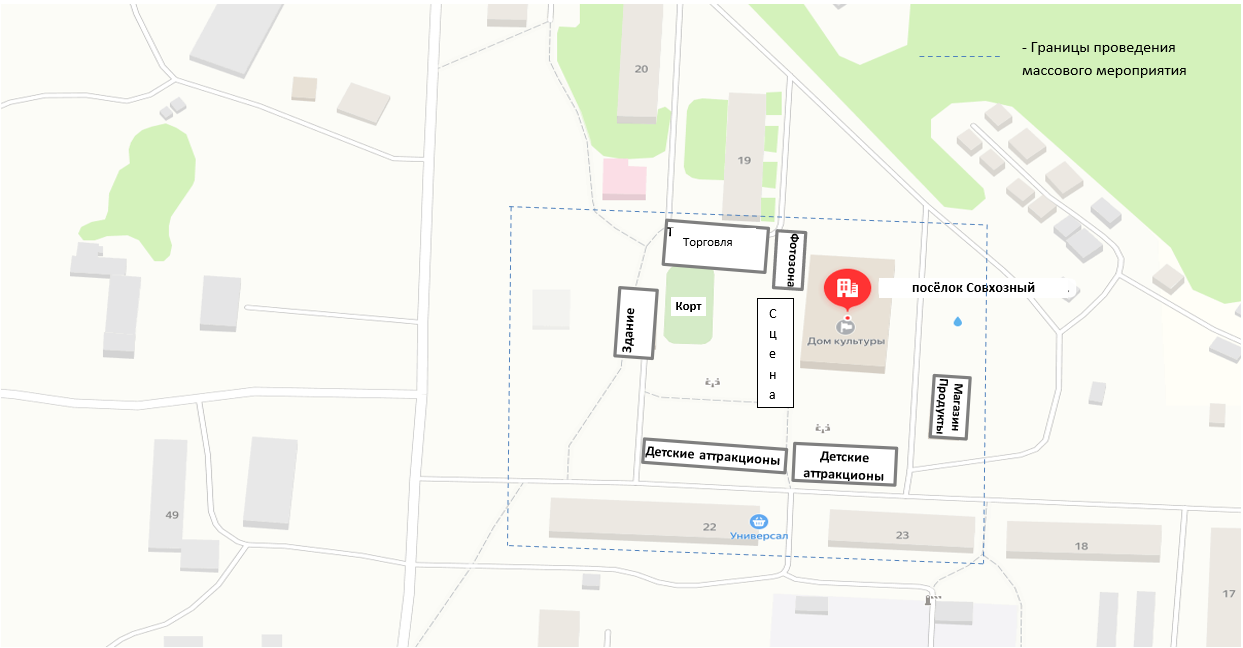 - Границы проведения
массового мероприятия
20
19
Т
Торговля
Фотозона
посёлок Совхозный
Корт
Здание
Сцена
Дом культуры
Магазин
Продукты
Детские аттракционы
Детские
аттракционы
49
22
Универсал
23
18
17